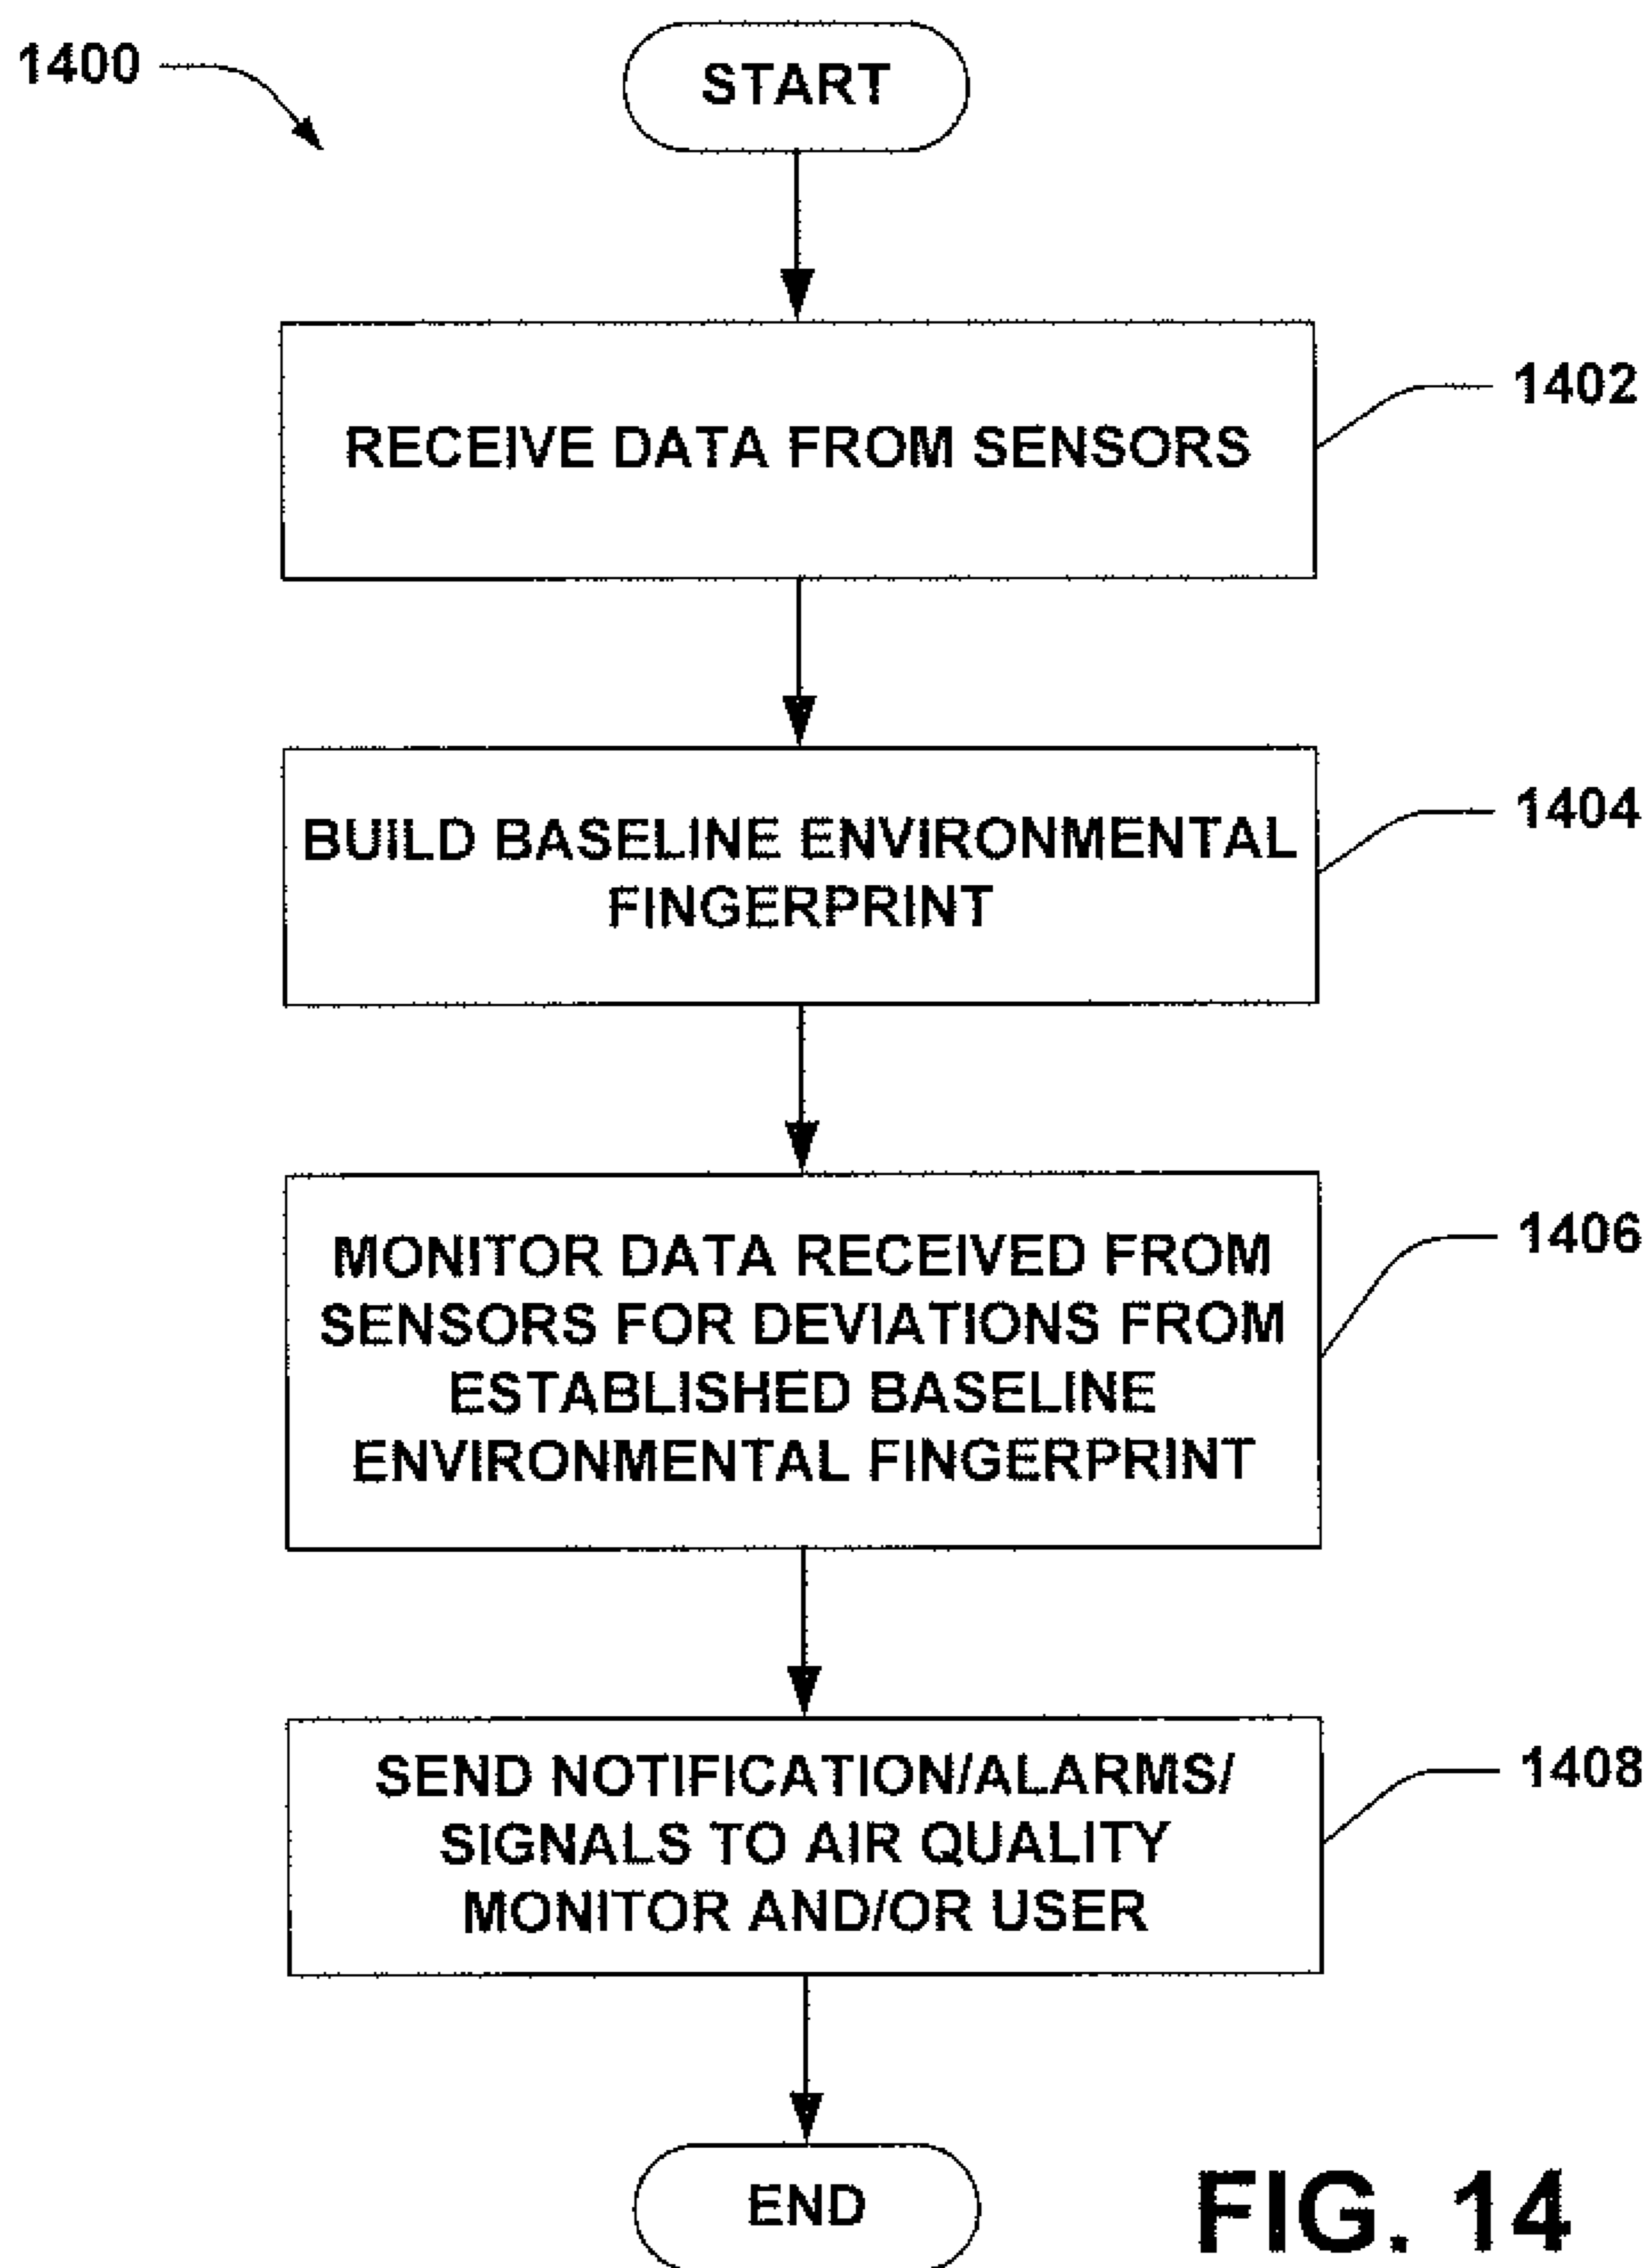 1400
START
RECEIVE DATA FROM SENSORS
1402
BUILD BASELINE ENVIRONMENTAL
FINGERPRINT
1404
MONITOR DATA RECEIVED FROM
SENSORS FOR DEVIATIONS FROM
ESTABLISHED BASELINE
ENVIRONMENTAL FINGERPRINT
1406
SEND NOTIFICATION/ALARMS/
SIGNALS TO AIR QUALITY
MONITOR AND/OR USER
1408
END
FIG. 14